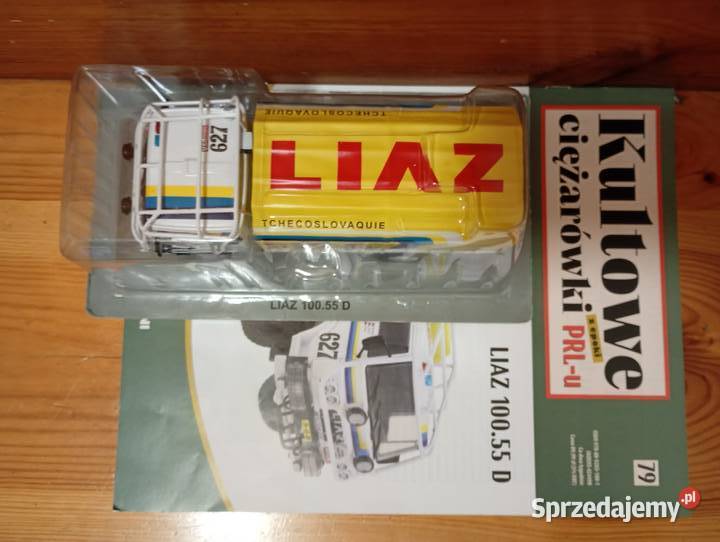 Kultowe
ciężarówki
z epoki PRL-u
79
LIAZ 100.55 D
627
627
TCHECOSLOVAQUIE
LIAZ
TCHECOSLOVAQUIE
LIAZ 100.55 D
Sprzedajemy.pl